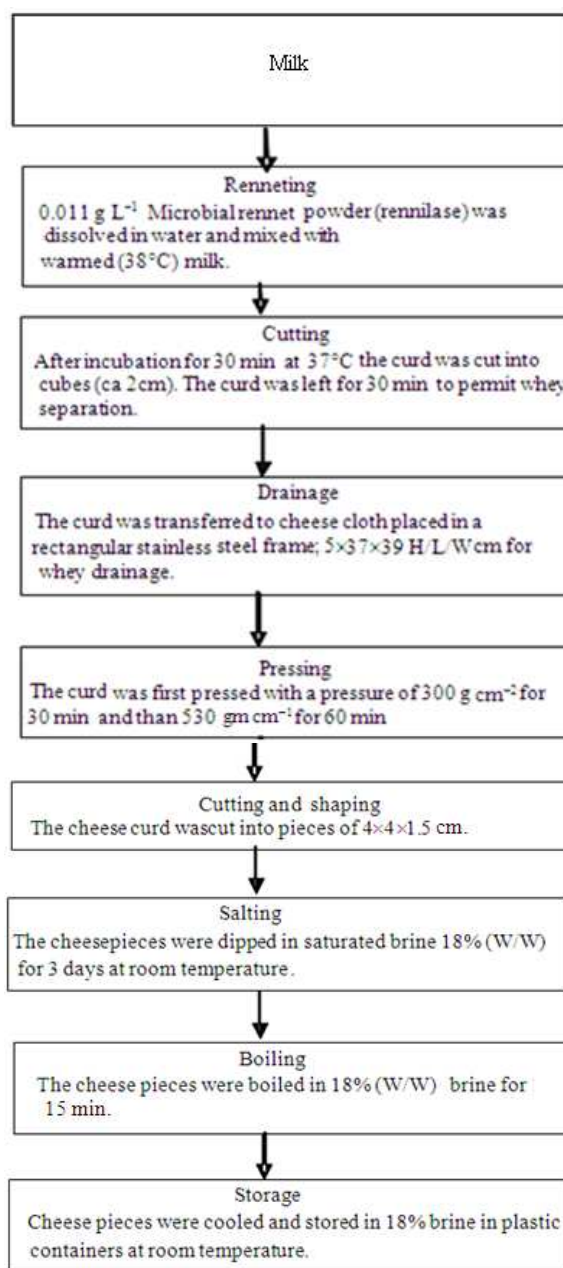 Milk
Renneting
0.011 g L⁻¹ Microbial rennet powder (rennilase) was
dissolved in water and mixed with
warmed (38°C) milk.
Cutting
After incubation for 30 min at 37°C the curd was cut into
cubes (ca 2cm). The curd was left for 30 min to permit whey
separation.
Drainage
The curd was transferred to cheese cloth placed in a
rectangular stainless steel frame; 5×37×39 H/L/Wcm for
whey drainage.
Pressing
The curd was first pressed with a pressure of 300 g cm⁻² for
30 min and than 530 gm cm⁻¹ for 60 min
Cutting and shaping
The cheese curd wascut into pieces of 4×4×1.5 cm.
Salting
The cheesepieces were dipped in saturated brine 18% (W/W)
for 3 days at room temperature.
Boiling
The cheese pieces were boiled in 18% (W/W) brine for
15 min.
Storage
Cheese pieces were cooled and stored in 18% brine in plastic
containers at room temperature.